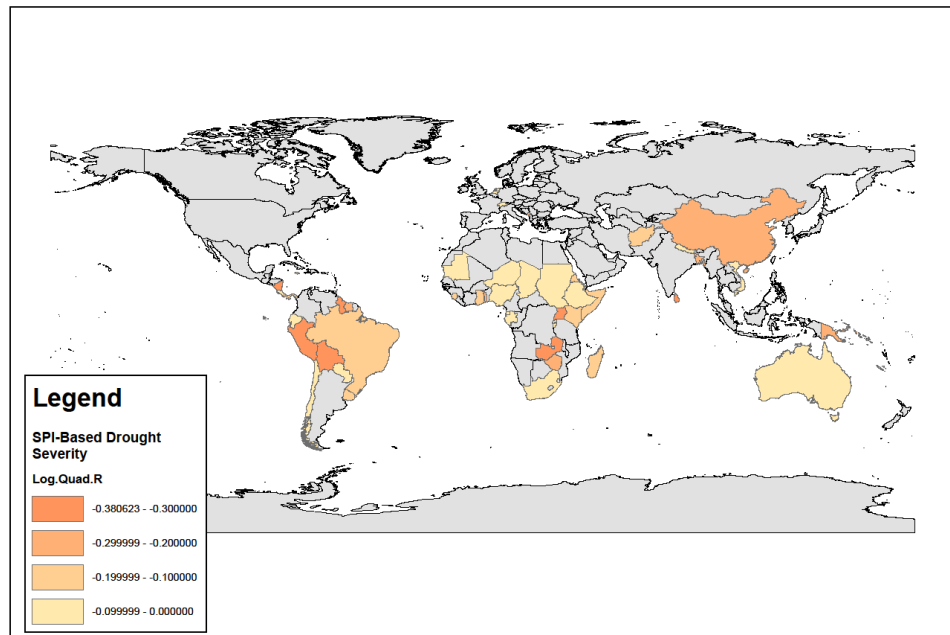 Legend
SPI-Based Drought
Severity
Log.Quad.R
-0.380623 - -0.300000
-0.299999 - -0.200000
-0.199999 - -0.100000
-0.099999 - 0.000000